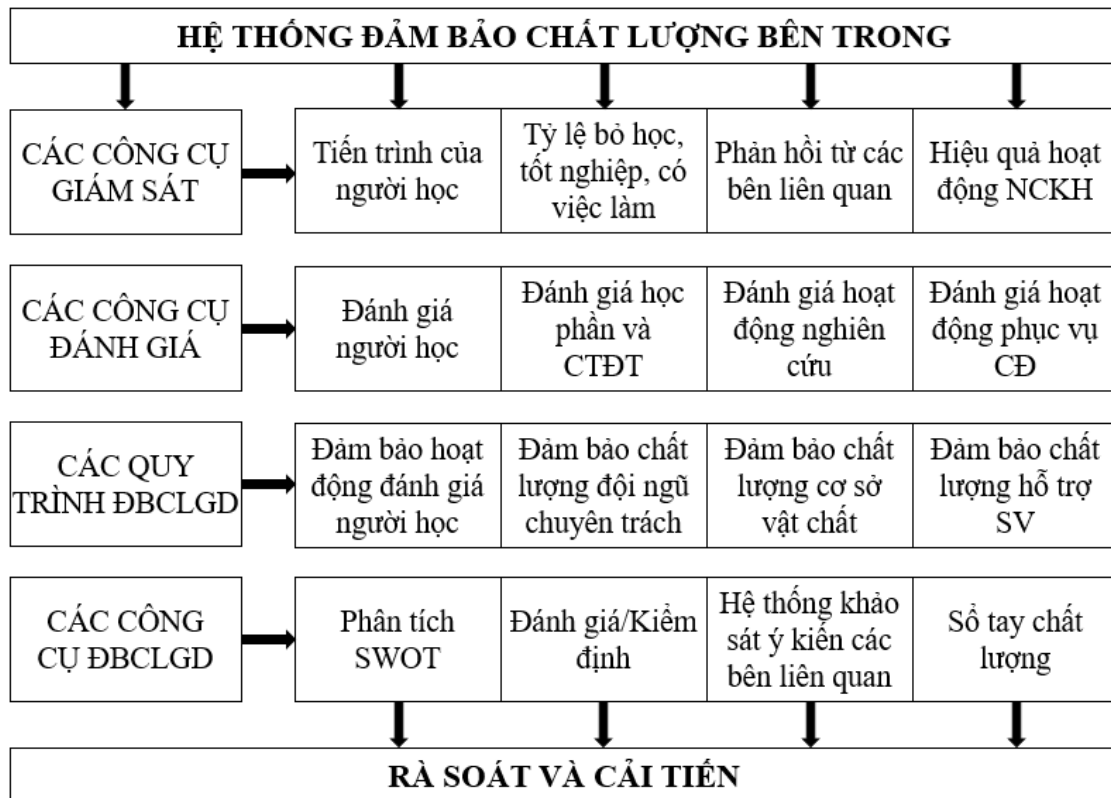 HỆ THỐNG ĐẢM BẢO CHẤT LƯỢNG BÊN TRONG
CÁC CÔNG CỤ
GIÁM SÁT
Tiến trình của
người học
Tỷ lệ bỏ học,
tốt nghiệp, có
việc làm
Phản hồi từ các
bên liên quan
Hiệu quả hoạt
động NCKH
CÁC CÔNG CỤ
ĐÁNH GIÁ
Đánh giá
người học
Đánh giá học
phần và
CTĐT
Đánh giá hoạt
động nghiên
cứu
Đánh giá hoạt
động phục vụ
CĐ
CÁC QUY
TRÌNH ĐBCLGD
Đảm bảo hoạt
động đánh giá
người học
Đảm bảo chất
lượng đội ngũ
chuyên trách
Đảm bảo chất
lượng cơ sở
vật chất
Đảm bảo chất
lượng hỗ trợ
SV
CÁC CÔNG
CỤ ĐBCLGD
Phân tích
SWOT
Đánh giá/Kiểm
định
Hệ thống khảo
sát ý kiến các
bên liên quan
Sổ tay chất
lượng
RÀ SOÁT VÀ CẢI TIẾN